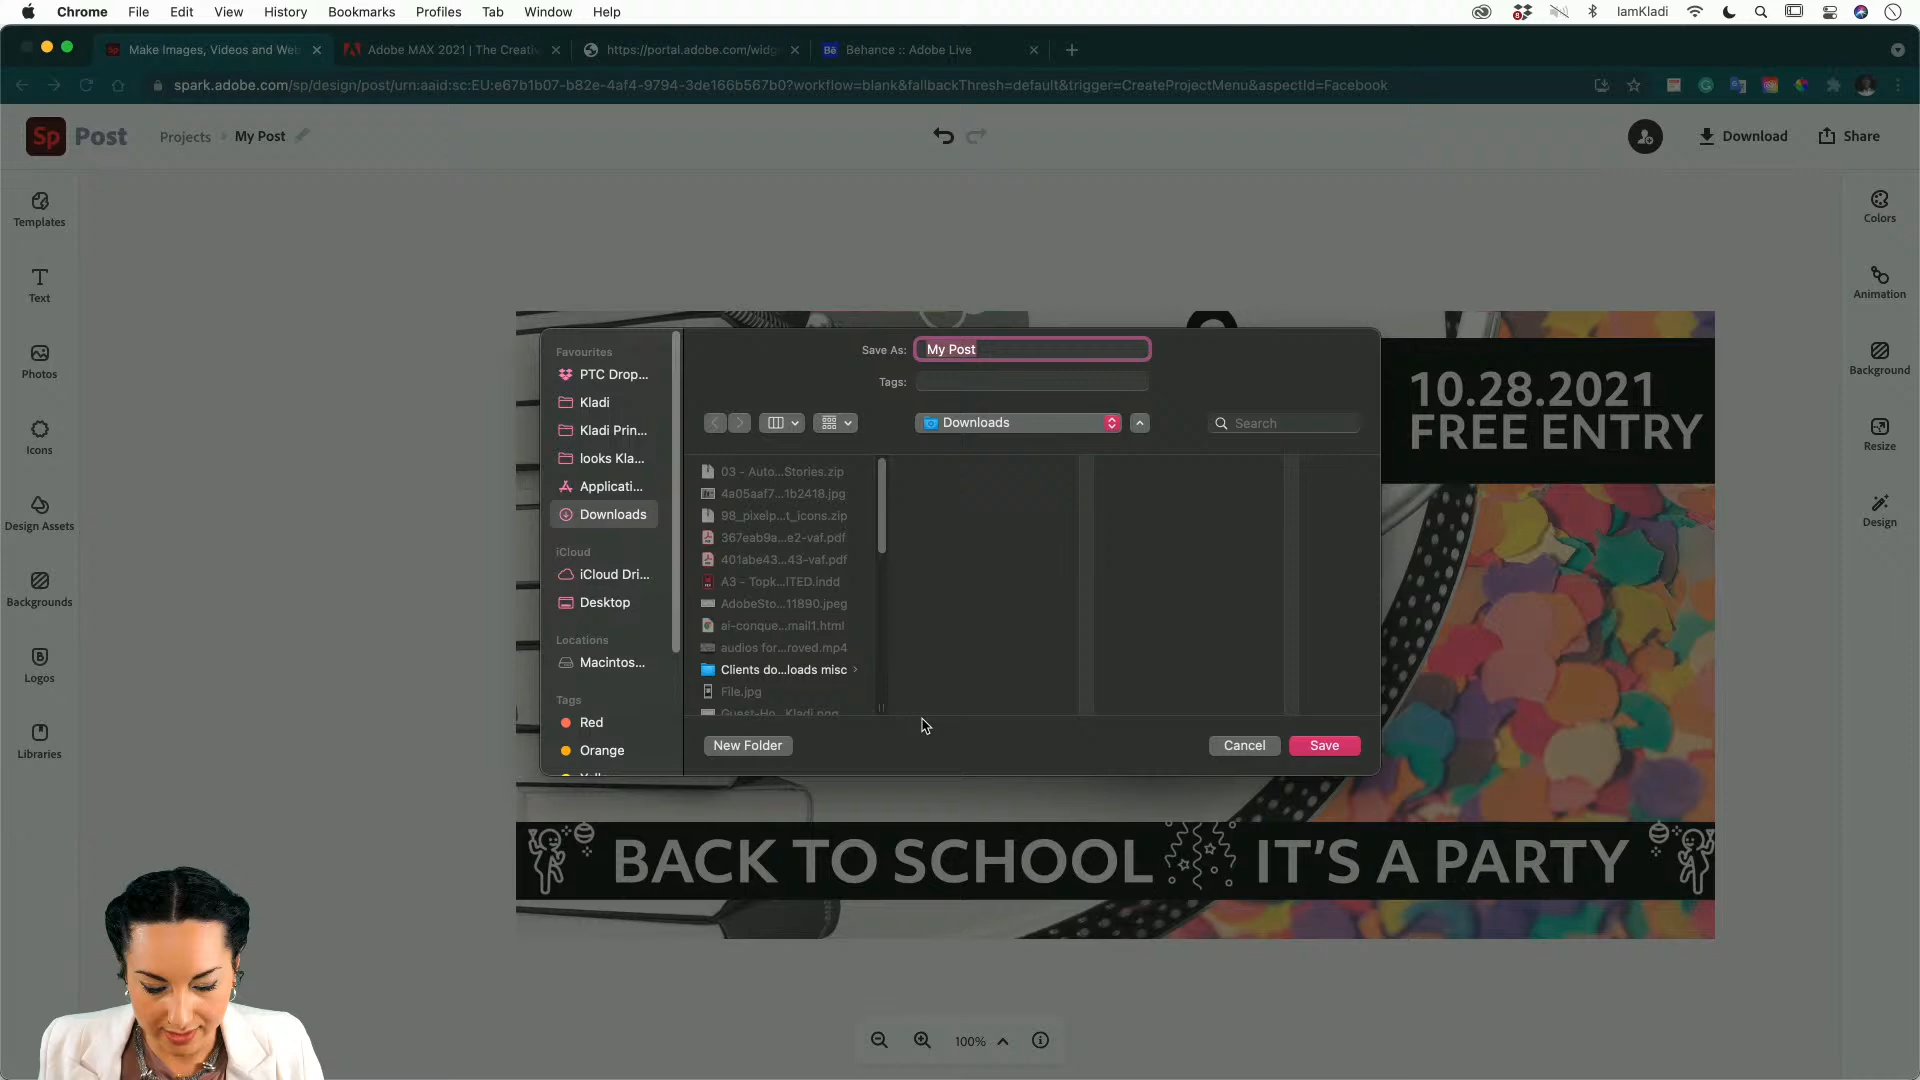 Chrome File Edit View History Bookmarks Profiles Tab Window Help IamKladi
Make Images, Videos and Web
Adobe MAX 2021 | The Creativ
https://portal.adobe.com/widg
Bē Behance :: Adobe Live
spark.adobe.com/sp/design/post/urn:aaid:sc:EU:e67b1b07-b82e-4af4-9794-3de166b567b0?workflow=blank&fallbackThresh=default&trigger=CreateProjectMenu&aspectId=Facebook
Sp Post Projects My Post Download Share
Templates
Text
Photos
Icons
Design Assets
Backgrounds
Logos
Libraries
Favourites
PTC Drop...
Kladi
Kladi Prin...
looks Kla...
Applicati...
Downloads
iCloud
iCloud Dri...
Desktop
Locations
Macintos...
Tags
Red
Orange
Save As: My Post
Tags:
Downloads
Search
03 - Auto...Stories.zip
4a05aaf7...1b2418.jpg
98_pixelp...t_icons.zip
367eab9a...e2-vaf.pdf
401abe43...43-vaf.pdf
A3 - Topk...ITED.indd
AdobeSto...11890.jpeg
ai-conque...mail1.html
audios for...roved.mp4
Clients do...loads misc
File.jpg
Guest-Ho...Kladi.png
New Folder Cancel Save
10.28.2021
FREE ENTRY
BACK TO SCHOOL IT'S A PARTY
Colors
Animation
Background
Resize
Design
100%